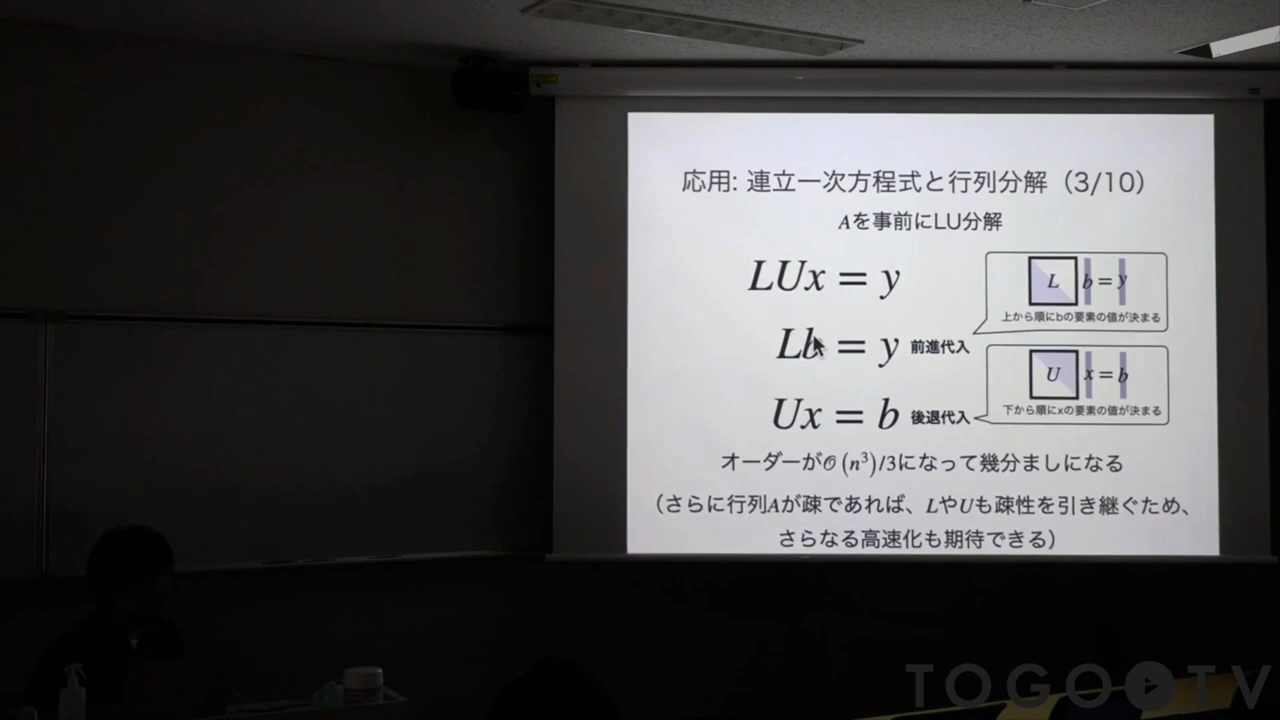 応用: 連立一次方程式と行列分解（3/10）
Aを事前にLU分解
LUx = y
L b = y
上から順にbの要素の値が決まる
Lb = y 前進代入
U x = b
下から順にxの要素の値が決まる
Ux = b 後退代入
オーダーが𝒪(n³)/3になって幾分ましになる
（さらに行列Aが疎であれば、LやUも疎性を引き継ぐため、
さらなる高速化も期待できる）
TOGO TV